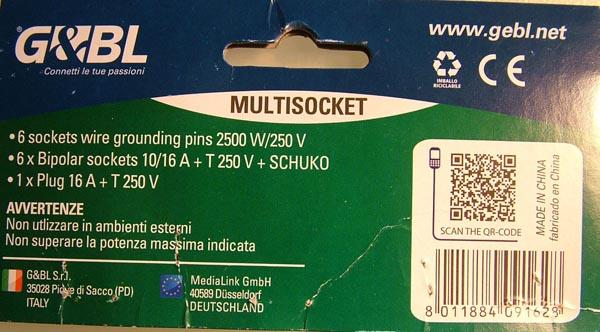 G&BL
Connetti le tue passioni
www.gebl.net
IMBALLO
RICICLABILE
CE
MULTISOCKET
• 6 sockets wire grounding pins 2500 W/250 V
• 6 x Bipolar sockets 10/16 A + T 250 V + SCHUKO
• 1 x Plug 16 A + T 250 V
AVVERTENZE
Non utlizzare in ambienti esterni
Non superare la potenza massima indicata
G&BL S.r.l.
35028 Piove di Sacco (PD)
ITALY
MediaLink GmbH
40589 Düsseldorf
DEUTSCHLAND
SCAN THE QR-CODE
MADE IN CHINA
fabricado en China
8 011884 091628